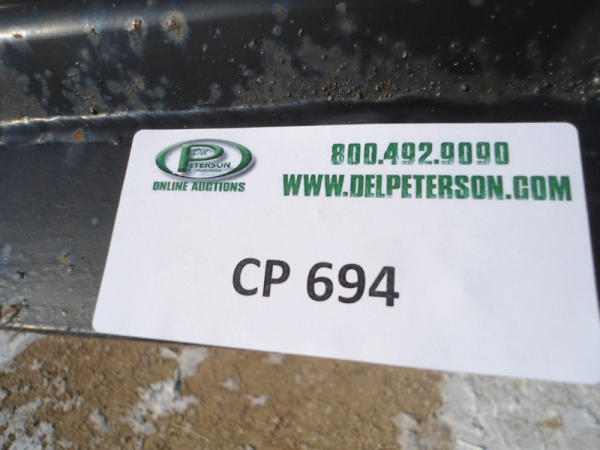 Del
PETERSON
ONLINE AUCTIONS
800.492.9090
WWW.DELPETERSON.COM
CP 694